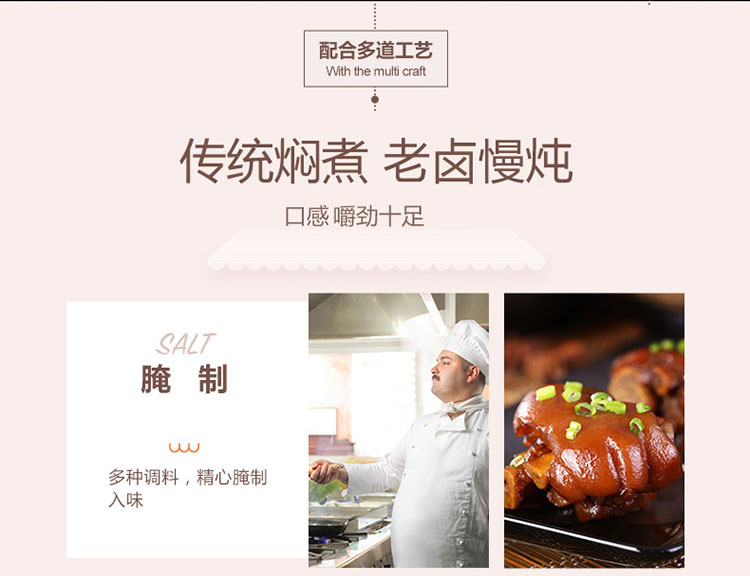 配合多道工艺
With the multi craft
传统焖煮 老卤慢炖
口感 嚼劲十足
SALT
腌 制
多种调料，精心腌制
入味